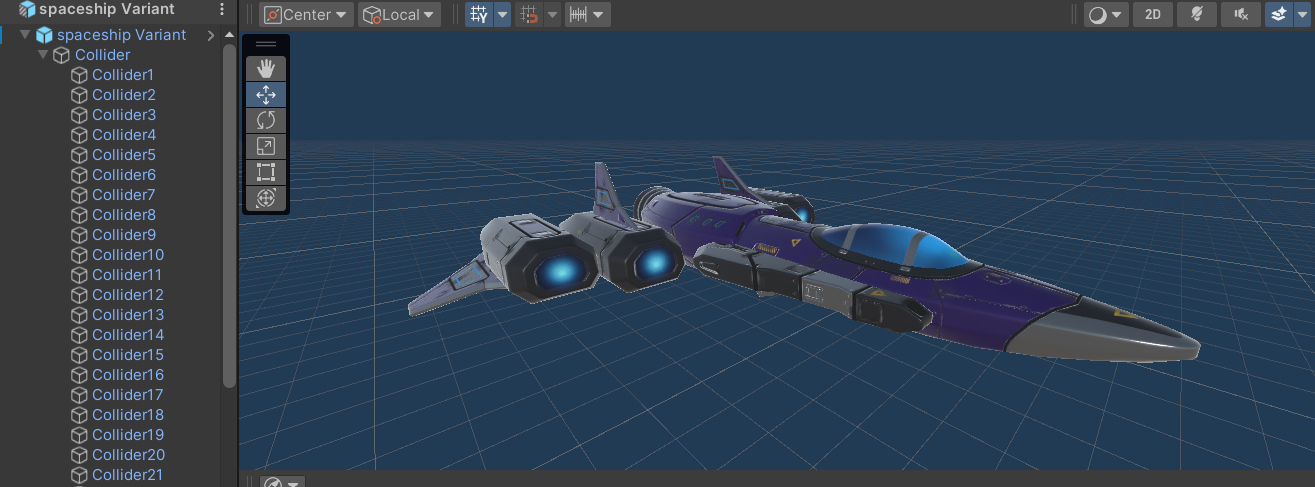 spaceship Variant
Center
Local
2D
spaceship Variant
Collider
Collider1
Collider2
Collider3
Collider4
Collider5
Collider6
Collider7
Collider8
Collider9
Collider10
Collider11
Collider12
Collider13
Collider14
Collider15
Collider16
Collider17
Collider18
Collider19
Collider20
Collider21